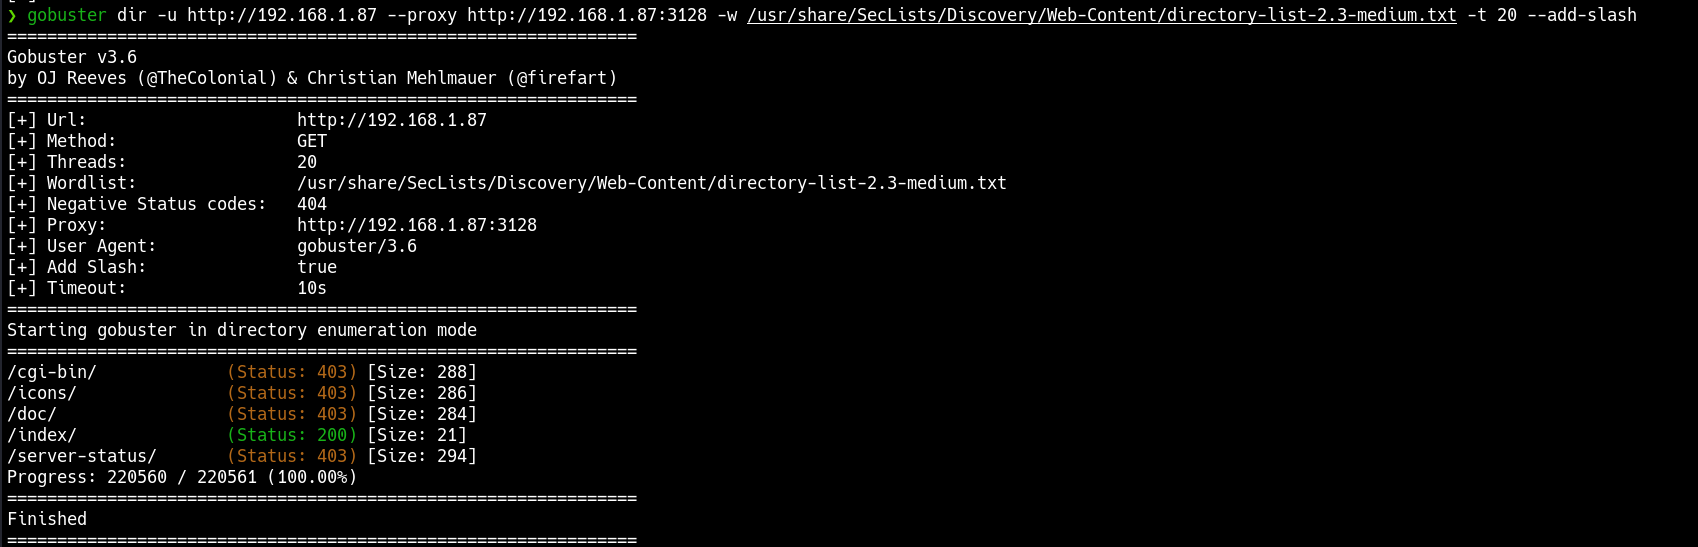 ❯ gobuster dir -u http://192.168.1.87 --proxy http://192.168.1.87:3128 -w /usr/share/SecLists/Discovery/Web-Content/directory-list-2.3-medium.txt -t 20 --add-slash
===============================================================
Gobuster v3.6
by OJ Reeves (@TheColonial) & Christian Mehlmauer (@firefart)
===============================================================
[+] Url:                     http://192.168.1.87
[+] Method:                  GET
[+] Threads:                 20
[+] Wordlist:                /usr/share/SecLists/Discovery/Web-Content/directory-list-2.3-medium.txt
[+] Negative Status codes:   404
[+] Proxy:                   http://192.168.1.87:3128
[+] User Agent:              gobuster/3.6
[+] Add Slash:               true
[+] Timeout:                 10s
===============================================================
Starting gobuster in directory enumeration mode
===============================================================
/cgi-bin/             (Status: 403) [Size: 288]
/icons/               (Status: 403) [Size: 286]
/doc/                 (Status: 403) [Size: 284]
/index/               (Status: 200) [Size: 21]
/server-status/       (Status: 403) [Size: 294]
Progress: 220560 / 220561 (100.00%)
===============================================================
Finished
===============================================================